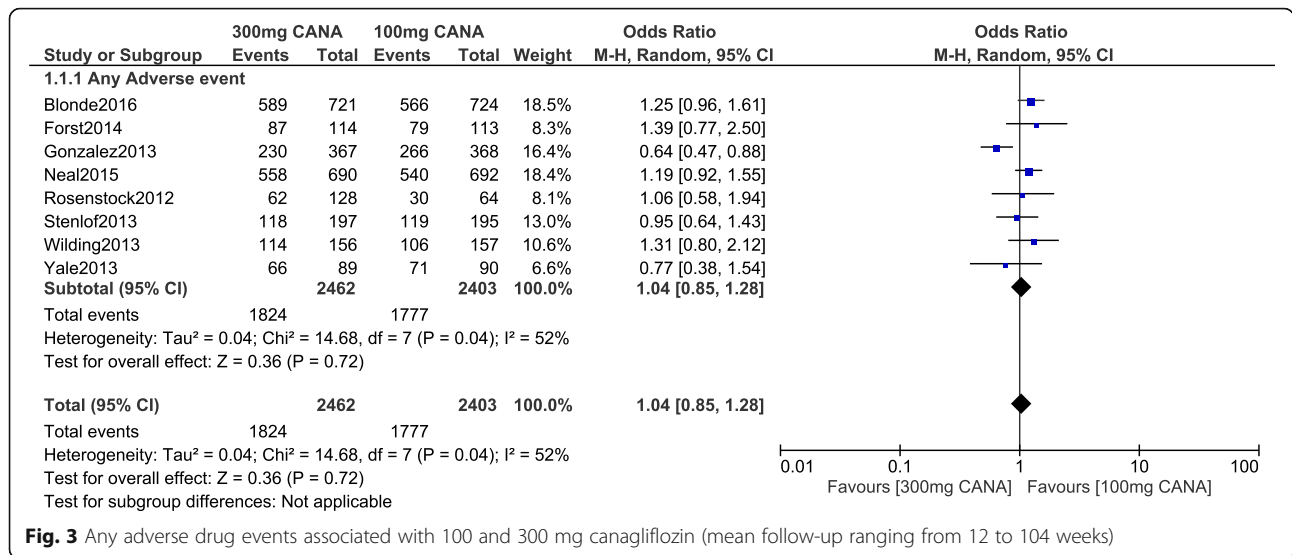 300mg CANA 100mg CANA Odds Ratio Odds Ratio
Study or Subgroup Events Total Events Total Weight M-H, Random, 95% CI M-H, Random, 95% CI
1.1.1 Any Adverse event
Blonde2016 589 721 566 724 18.5% 1.25 [0.96, 1.61]
Forst2014 87 114 79 113 8.3% 1.39 [0.77, 2.50]
Gonzalez2013 230 367 266 368 16.4% 0.64 [0.47, 0.88]
Neal2015 558 690 540 692 18.4% 1.19 [0.92, 1.55]
Rosenstock2012 62 128 30 64 8.1% 1.06 [0.58, 1.94]
Stenlof2013 118 197 119 195 13.0% 0.95 [0.64, 1.43]
Wilding2013 114 156 106 157 10.6% 1.31 [0.80, 2.12]
Yale2013 66 89 71 90 6.6% 0.77 [0.38, 1.54]
Subtotal (95% CI) 2462 2403 100.0% 1.04 [0.85, 1.28]
Total events 1824 1777
Heterogeneity: Tau² = 0.04; Chi² = 14.68, df = 7 (P = 0.04); I² = 52%
Test for overall effect: Z = 0.36 (P = 0.72)
Total (95% CI) 2462 2403 100.0% 1.04 [0.85, 1.28]
Total events 1824 1777
Heterogeneity: Tau² = 0.04; Chi² = 14.68, df = 7 (P = 0.04); I² = 52%
Test for overall effect: Z = 0.36 (P = 0.72)
Test for subgroup differences: Not applicable
0.01 0.1 1 10 100
Favours [300mg CANA] Favours [100mg CANA]
Fig. 3 Any adverse drug events associated with 100 and 300 mg canagliflozin (mean follow-up ranging from 12 to 104 weeks)